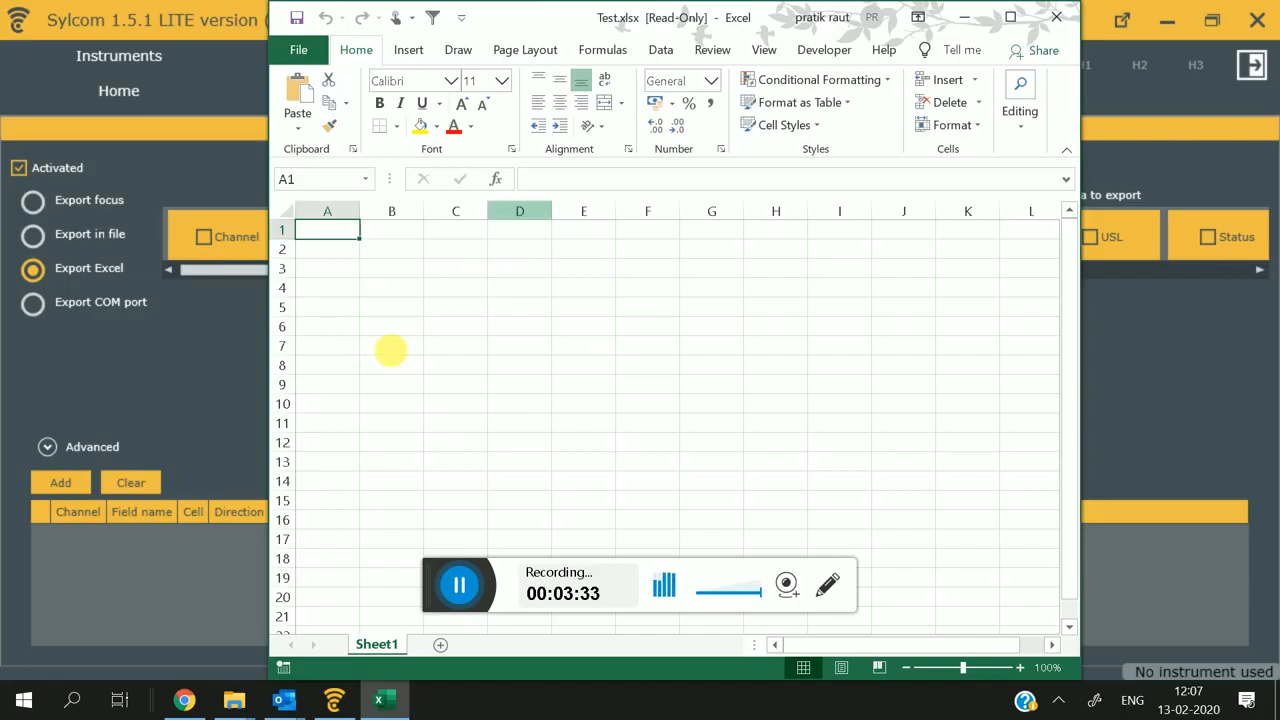 Sylcom 1.5.1 LITE version (
Test.xlsx [Read-Only] - Excel
pratik raut PR
Instruments
Home
H1 H2 H3
File Home Insert Draw Page Layout Formulas Data Review View Developer Help Tell me Share
Calibri 11
General
Conditional Formatting
Insert
Format as Table
Delete
Cell Styles
Format
Paste
Editing
Clipboard Font Alignment Number Styles Cells
Activated
A1 fx
a to export
Export focus
Export in file
Export Excel
Export COM port
Channel
USL
Status
A B C D E F G H I J K L
1
2
3
4
5
6
7
8
9
10
11
12
13
14
15
16
17
18
19
20
21
22
Advanced
Add Clear
Channel Field name Cell Direction
Recording...
00:03:33
Sheet1
100%
No instrument used
ENG
12:07
13-02-2020